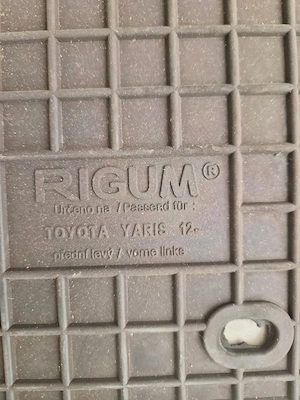 RIGUM®
Určeno na / Passend für :
TOYOTA YARIS 12-
přední levý / vorne links